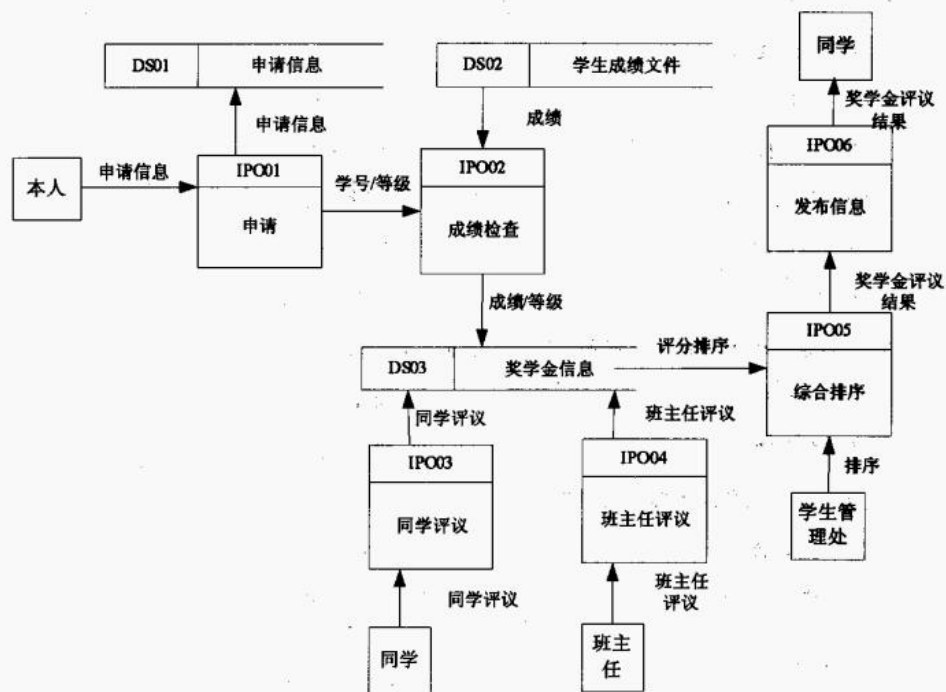 同学
DS01
申请信息
DS02
学生成绩文件
奖学金评议
结果
申请信息
成绩
IPO06
发布信息
本人
申请信息
IPO01
申请
学号/等级
IPO02
成绩检查
奖学金评议
结果
成绩/等级
IPO05
综合排序
DS03
奖学金信息
评分排序
同学评议
班主任评议
IPO03
同学评议
IPO04
班主任评议
排序
学生管
理处
同学评议
班主任
评议
同学
班主
任